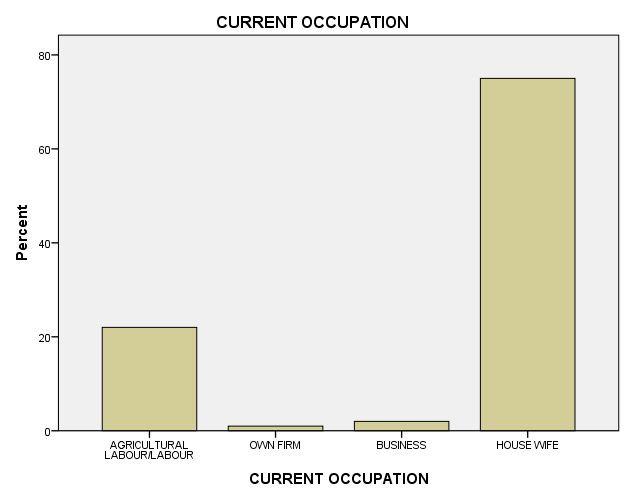 CURRENT OCCUPATION
Percent
80
60
40
20
0
AGRICULTURAL
LABOUR/LABOUR
OWN FIRM
BUSINESS
HOUSE WIFE
CURRENT OCCUPATION